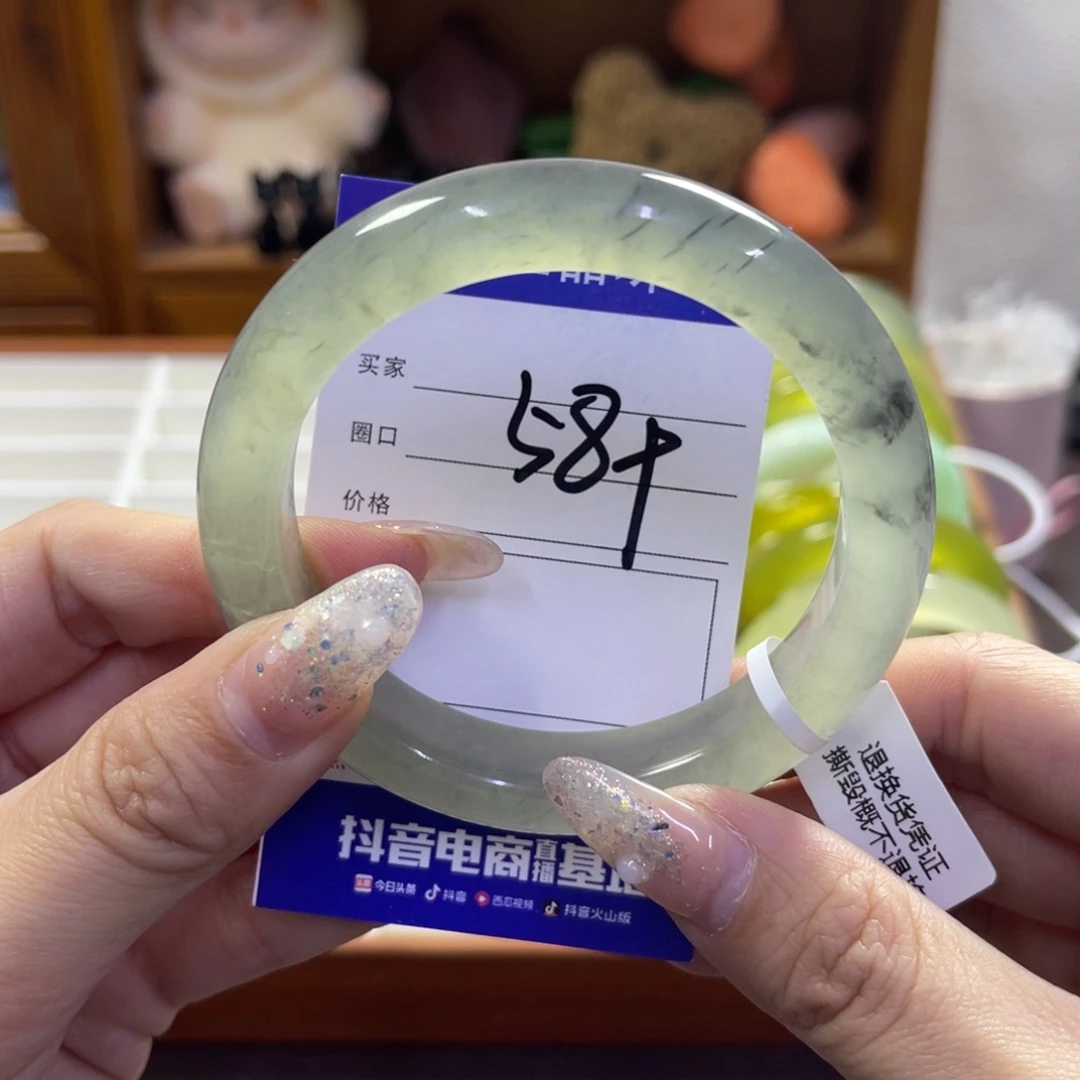 买家
圈口
价格
58+
抖音电商直播基地
今日头条 抖音 西瓜视频 抖音火山版
退换货凭证
撕毁概不退换